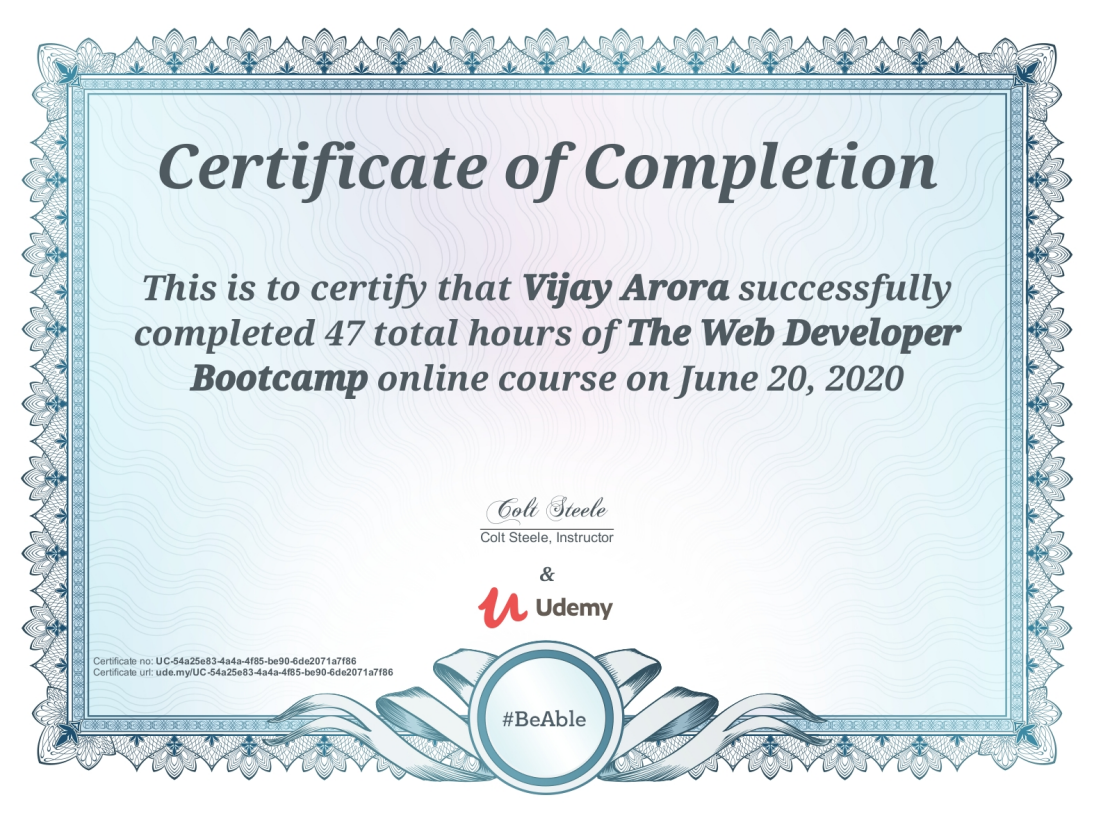 Certificate of Completion
This is to certify that Vijay Arora successfully
completed 47 total hours of The Web Developer
Bootcamp online course on June 20, 2020
Colt Steele
Colt Steele, Instructor
&
Udemy
Certificate no: UC-54a25e83-4a4a-4f85-be90-6de2071a7f86
Certificate url: ude.my/UC-54a25e83-4a4a-4f85-be90-6de2071a7f86
#BeAble